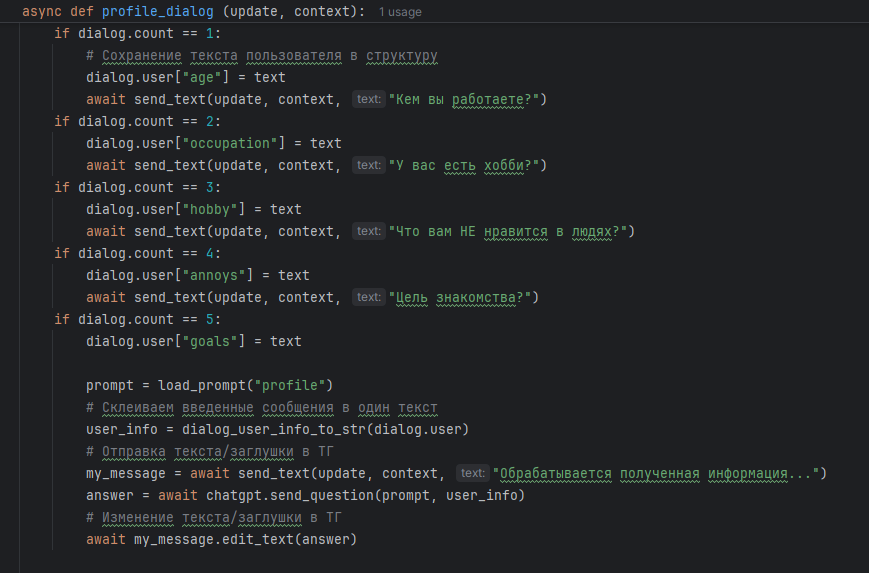 async def profile_dialog (update, context): 1 usage
if dialog.count == 1:
# Сохранение текста пользователя в структуру
dialog.user["age"] = text
await send_text(update, context, text: "Кем вы работаете?")
if dialog.count == 2:
dialog.user["occupation"] = text
await send_text(update, context, text: "У вас есть хобби?")
if dialog.count == 3:
dialog.user["hobby"] = text
await send_text(update, context, text: "Что вам НЕ нравится в людях?")
if dialog.count == 4:
dialog.user["annoys"] = text
await send_text(update, context, text: "Цель знакомства?")
if dialog.count == 5:
dialog.user["goals"] = text
prompt = load_prompt("profile")
# Склеиваем введенные сообщения в один текст
user_info = dialog_user_info_to_str(dialog.user)
# Отправка текста/заглушки в ТГ
my_message = await send_text(update, context, text: "Обрабатывается полученная информация...")
answer = await chatgpt.send_question(prompt, user_info)
# Изменение текста/заглушки в ТГ
await my_message.edit_text(answer)